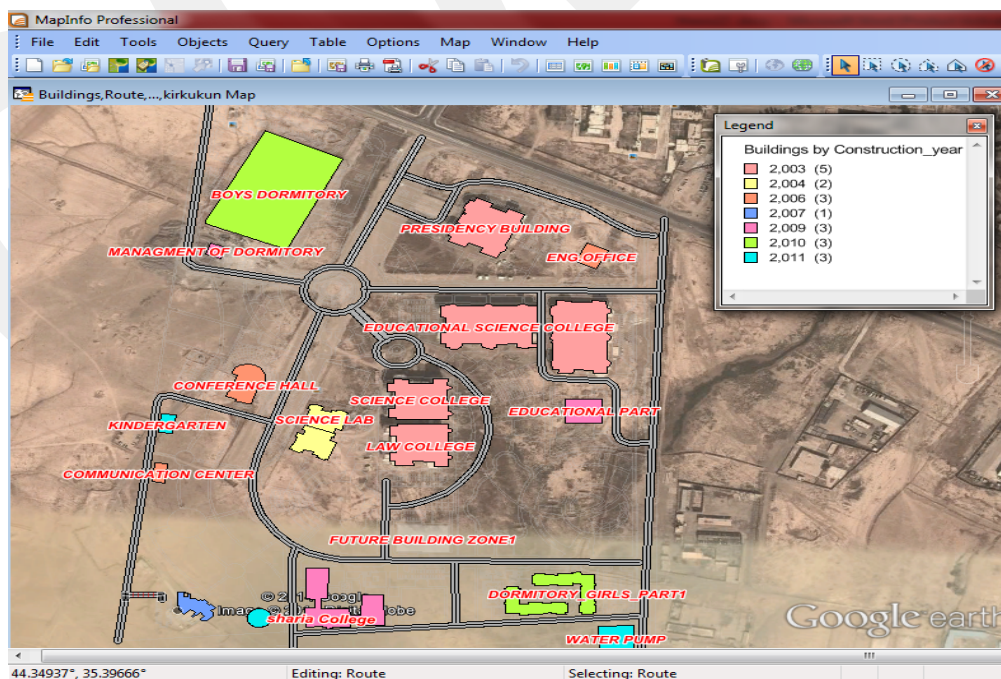 MapInfo Professional
File Edit Tools Objects Query Table Options Map Window Help
Buildings,Route,...,kirkukun Map
Legend
Buildings by Construction_year
2,003 (5)
2,004 (2)
2,006 (3)
2,007 (1)
2,009 (3)
2,010 (3)
2,011 (3)
BOYS DORMITORY
PRESIDENCY BUILDING
MANAGMENT OF DORMITORY
ENG.OFFICE
EDUCATIONAL SCIENCE COLLEGE
CONFERENCE HALL
SCIENCE COLLEGE
EDUCATIONAL PART
KINDERGARTEN
SCIENCE LAB
LAW COLLEGE
COMMUNICATION CENTER
FUTURE BUILDING ZONE1
DORMITORY_GIRLS_PART1
sharia College
Google earth
WATER PUMP
44.34937°, 35.39666°
Editing: Route
Selecting: Route